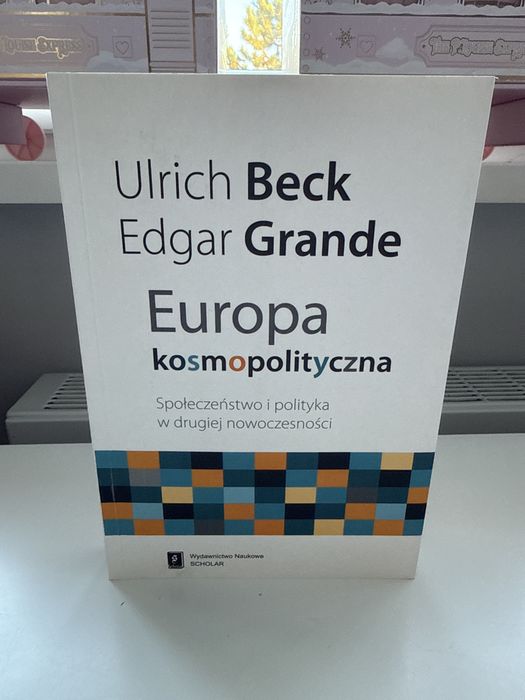 Ulrich Beck
Edgar Grande
Europa
kosmopolityczna
Społeczeństwo i polityka
w drugiej nowoczesności
Wydawnictwo Naukowe
SCHOLAR